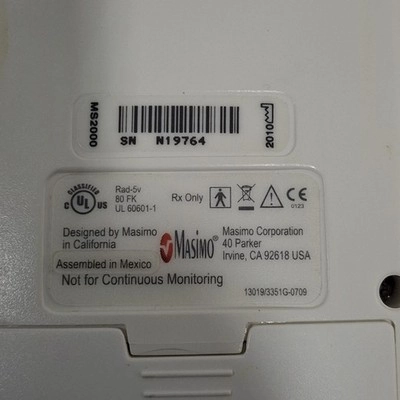 MS2000
SN N19764
2010
CLASSIFIED
UL
C US
Rad-5v
80 FK
UL 60601-1
Rx Only
CE
0123
Designed by Masimo
in California
Masimo®
Masimo Corporation
40 Parker
Irvine, CA 92618 USA
Assembled in Mexico
Not for Continuous Monitoring
13019/3351G-0709